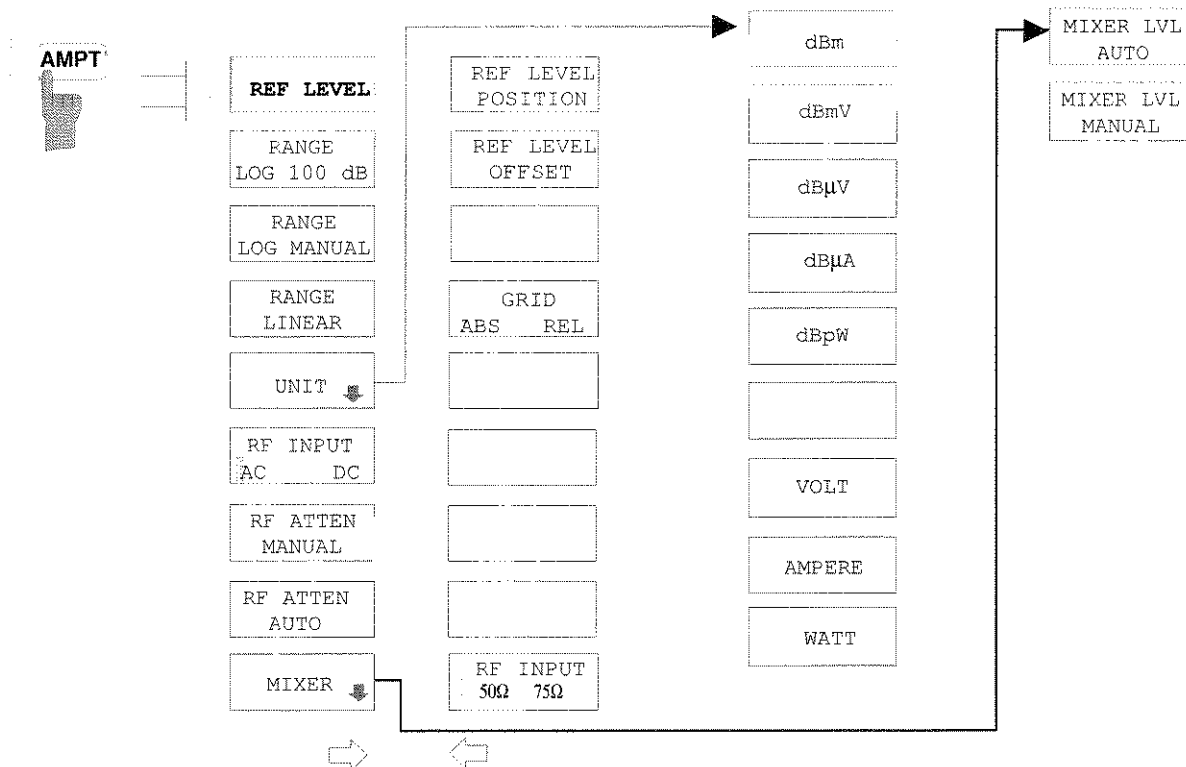 AMPT
REF LEVEL
RANGE
LOG 100 dB
RANGE
LOG MANUAL
RANGE
LINEAR
UNIT
RF INPUT
AC DC
RF ATTEN
MANUAL
RF ATTEN
AUTO
MIXER
REF LEVEL
POSITION
REF LEVEL
OFFSET
GRID
ABS REL
RF INPUT
50Ω 75Ω
dBm
dBmV
dBµV
dBµA
dBpW
VOLT
AMPERE
WATT
MIXER LVL
AUTO
MIXER LVL
MANUAL